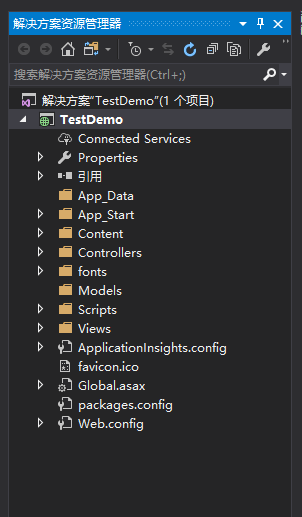 解决方案资源管理器
搜索解决方案资源管理器(Ctrl+;)
解决方案"TestDemo"(1 个项目)
TestDemo
Connected Services
Properties
引用
App_Data
App_Start
Content
Controllers
fonts
Models
Scripts
Views
ApplicationInsights.config
favicon.ico
Global.asax
packages.config
Web.config